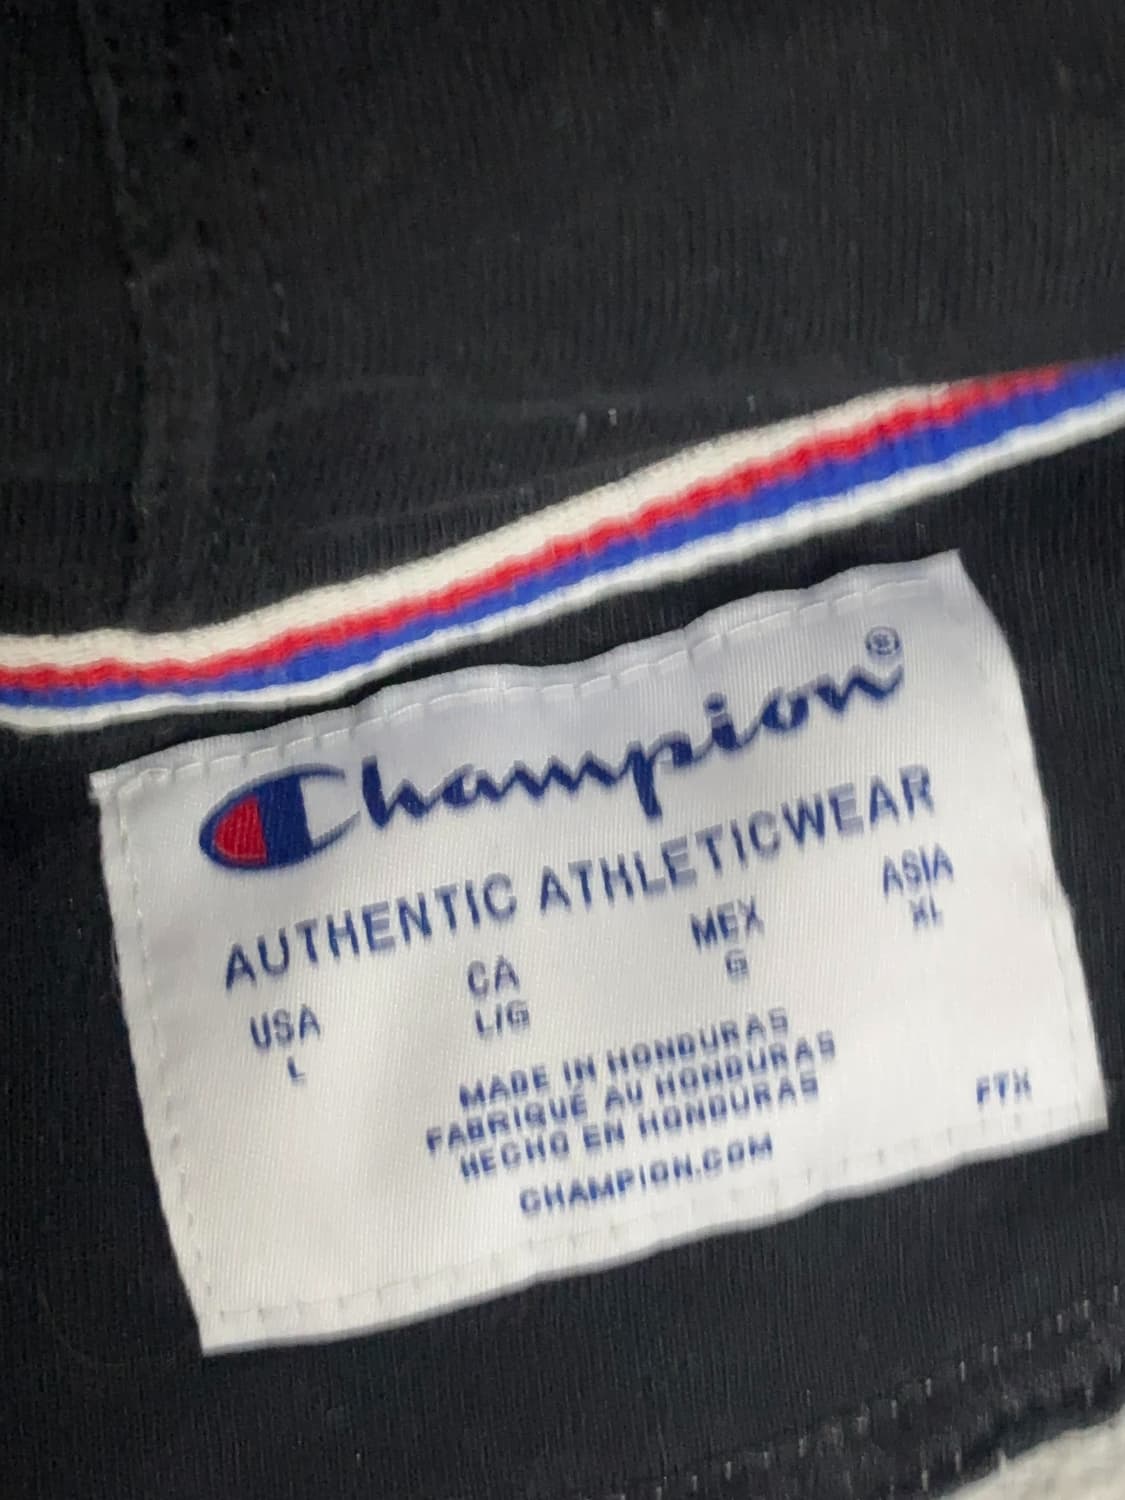 Champion®
AUTHENTIC ATHLETICWEAR
USA CA MEX ASIA
L L/G G XL
MADE IN HONDURAS
FABRIQUÉ AU HONDURAS
HECHO EN HONDURAS
CHAMPION.COM
FTX